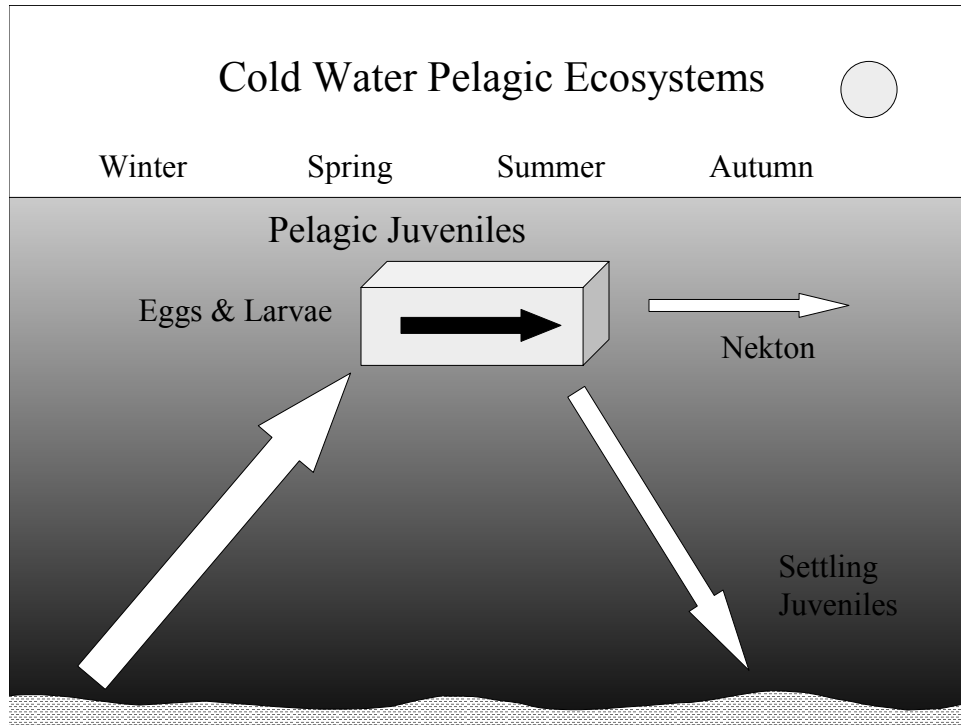 Cold Water Pelagic Ecosystems
Winter Spring Summer Autumn
Pelagic Juveniles
Eggs & Larvae
Nekton
Settling
Juveniles